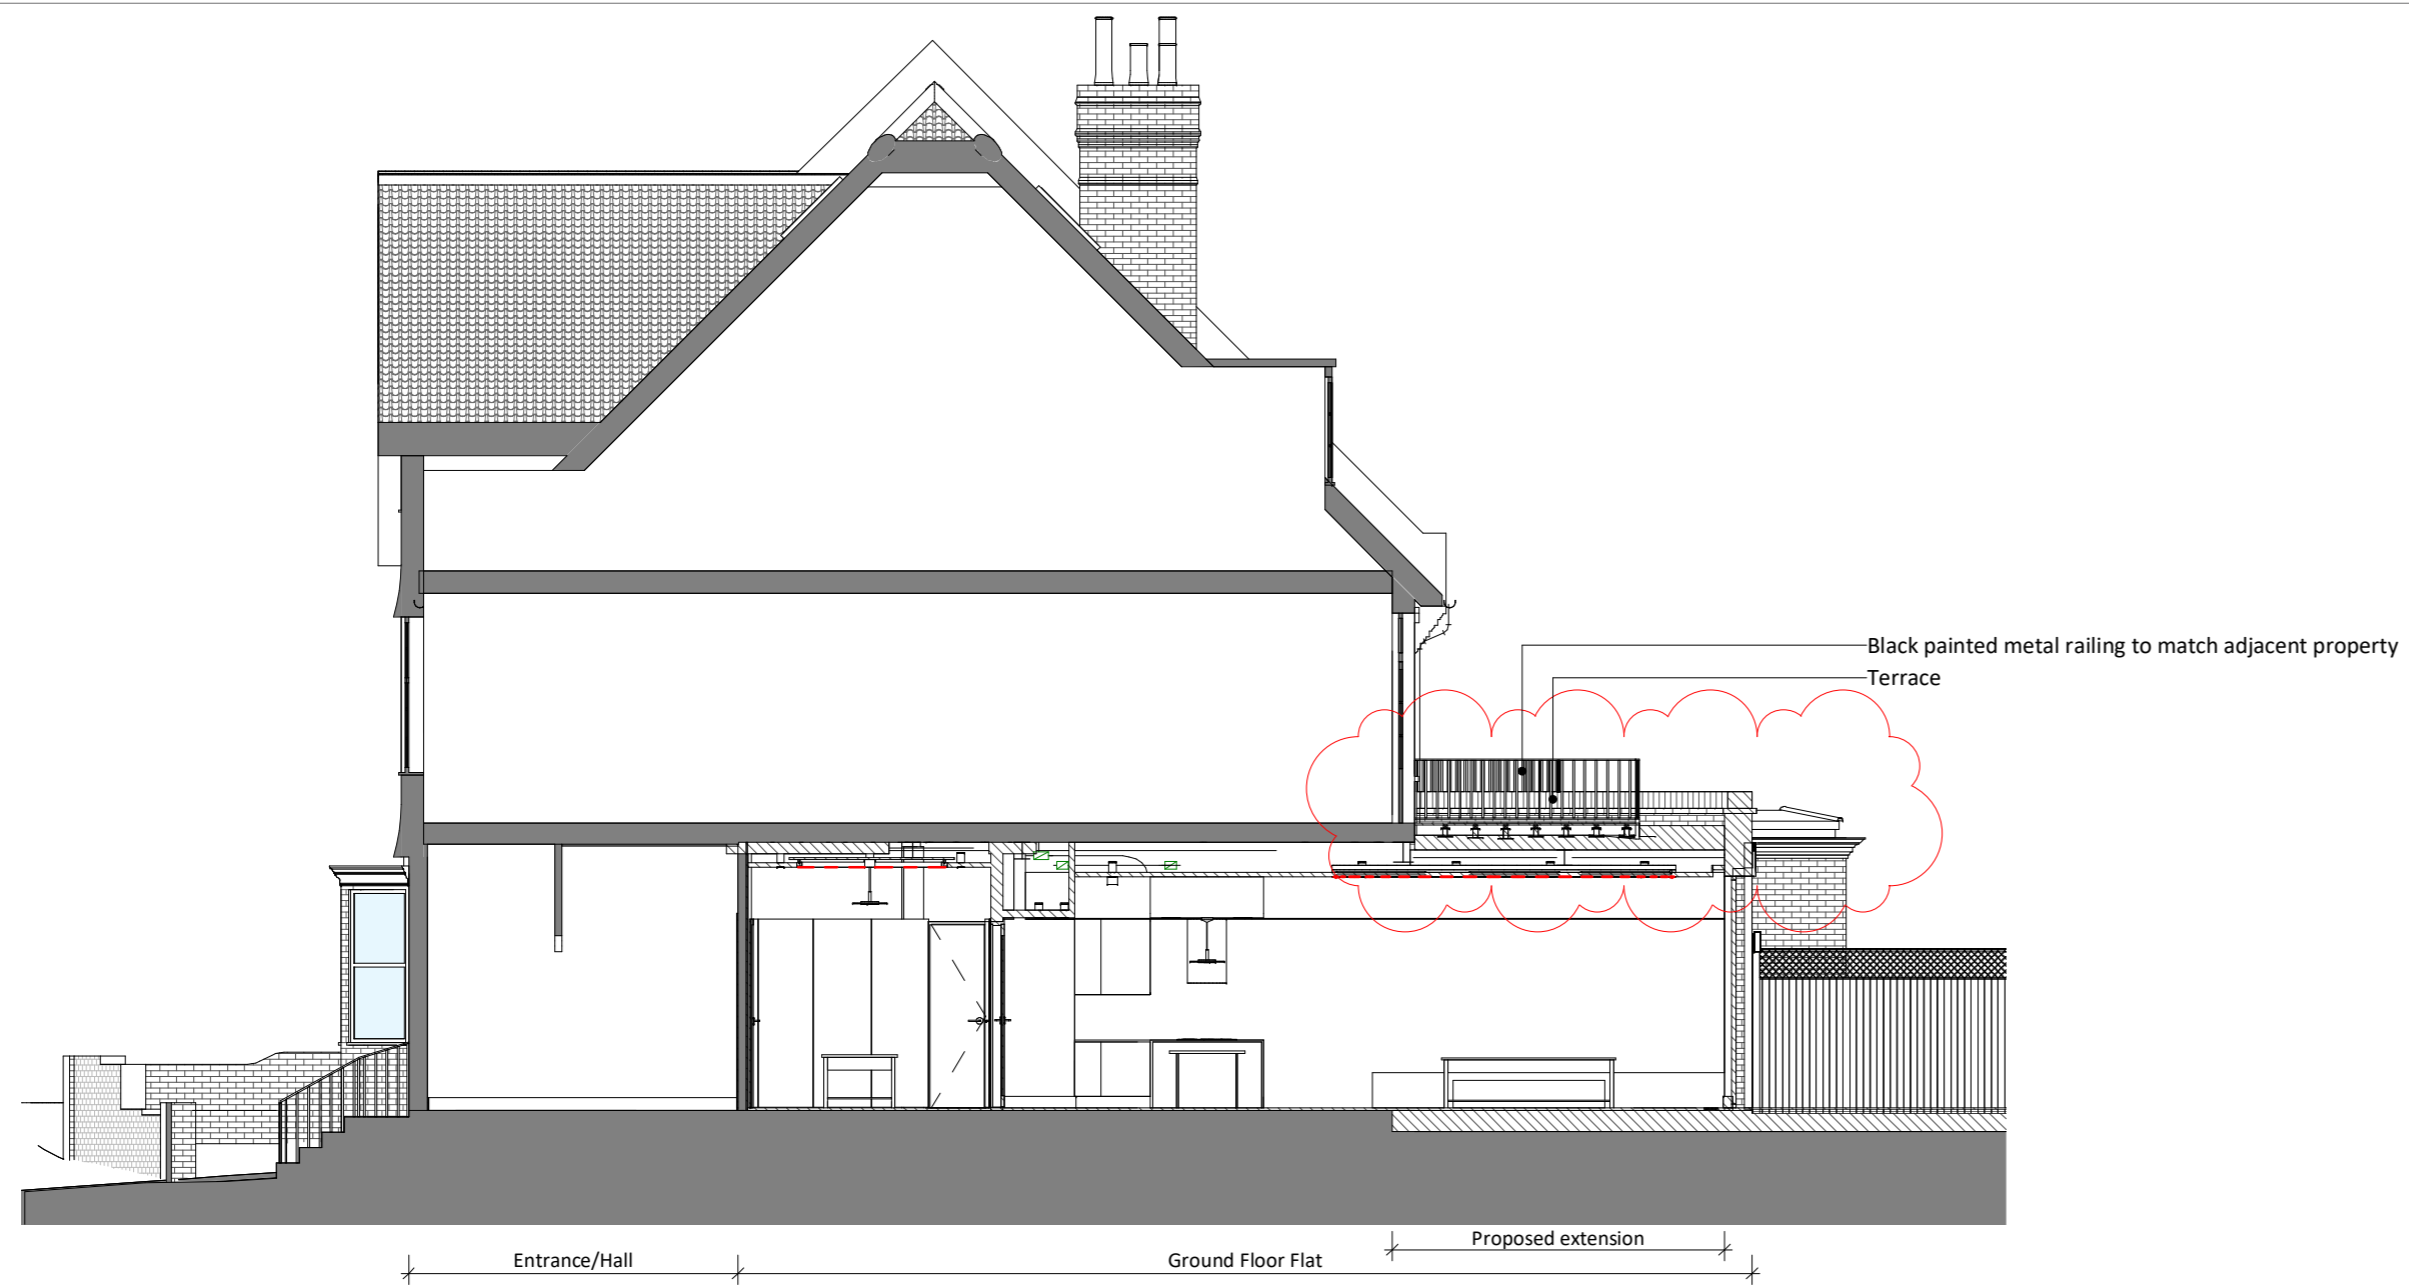 Black painted metal railing to match adjacent property
Terrace
Proposed extension
Entrance/Hall
Ground Floor Flat